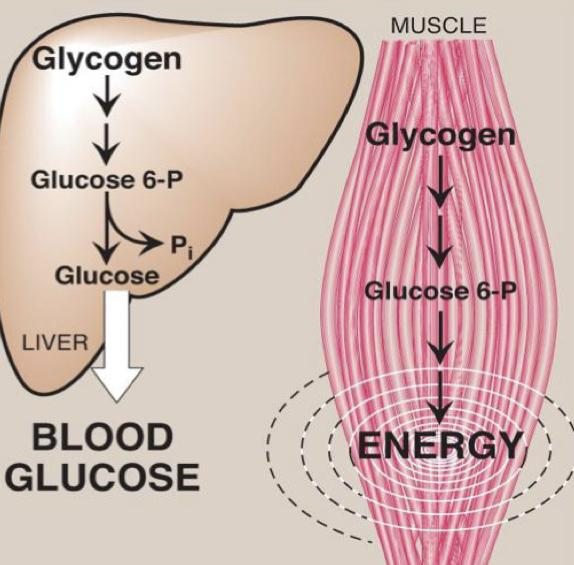 Glycogen
Glucose 6-P
Pi
Glucose
LIVER
BLOOD
GLUCOSE
MUSCLE
Glycogen
Glucose 6-P
ENERGY